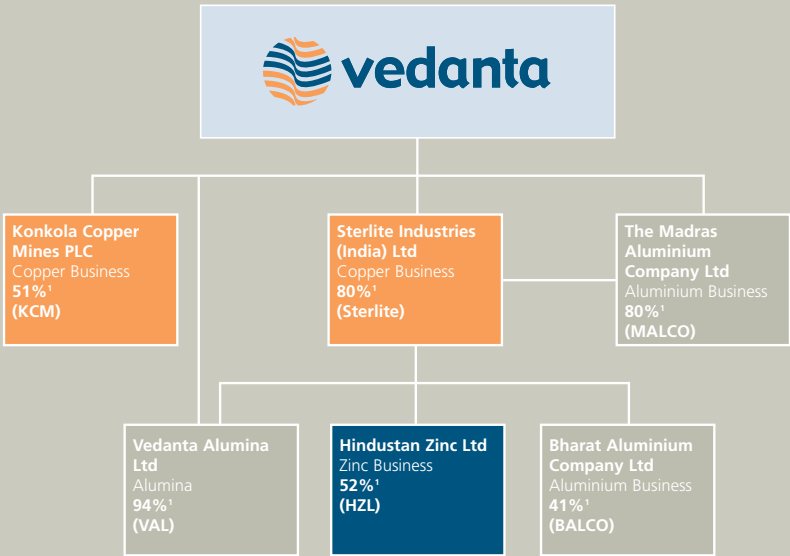 vedanta
Konkola Copper
Mines PLC
Copper Business
51%¹
(KCM)
Sterlite Industries
(India) Ltd
Copper Business
80%¹
(Sterlite)
The Madras
Aluminium
Company Ltd
Aluminium Business
80%¹
(MALCO)
Vedanta Alumina
Ltd
Alumina
94%¹
(VAL)
Hindustan Zinc Ltd
Zinc Business
52%¹
(HZL)
Bharat Aluminium
Company Ltd
Aluminium Business
41%¹
(BALCO)